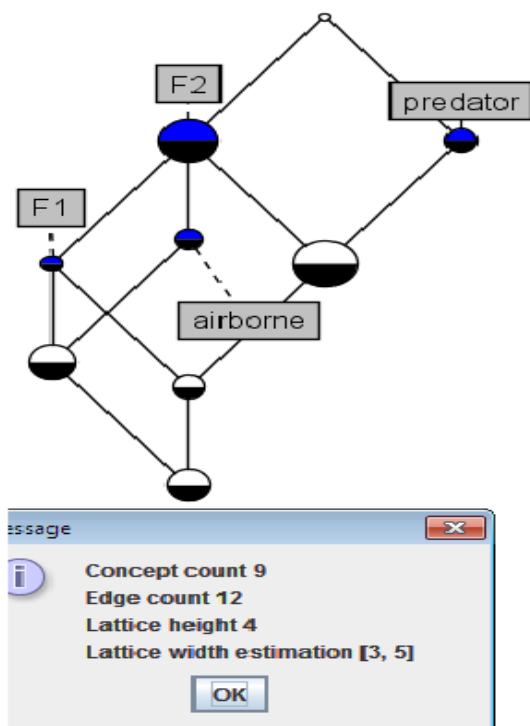 F2
predator
F1
airborne
essage
i
Concept count 9
Edge count 12
Lattice height 4
Lattice width estimation [3, 5]
OK